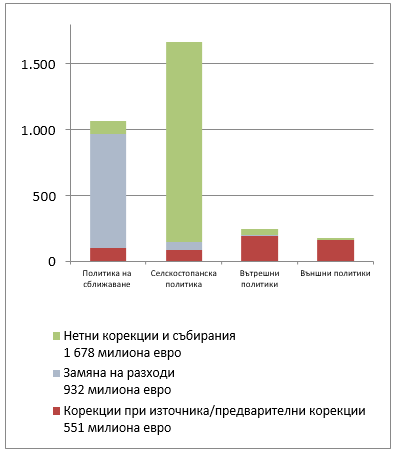 1.500
1.000
500
0
Политика на
сближаване
Селскостопанска
политика
Вътрешни
политики
Външни политики
Нетни корекции и събирания
1 678 милиона евро
Замяна на разходи
932 милиона евро
Корекции при източника/предварителни корекции
551 милиона евро